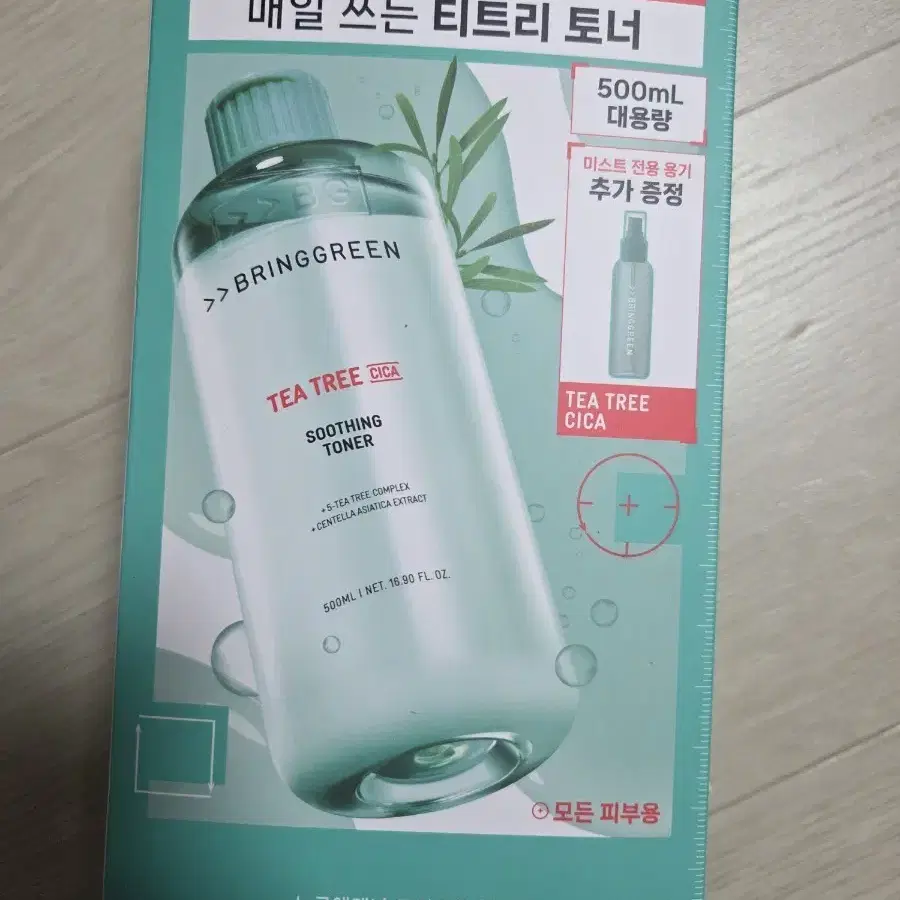 매일 쓰는 티트리 토너
500mL
대용량
미스트 전용 용기
추가 증정
>>BRINGGREEN
TEA TREE
CICA
>>BG
>>BRINGGREEN
TEA TREE CICA
SOOTHING
TONER
+ 5-TEA TREE COMPLEX
+ CENTELLA ASIATICA EXTRACT
500ML | NET. 16.90 FL.OZ.
모든 피부용